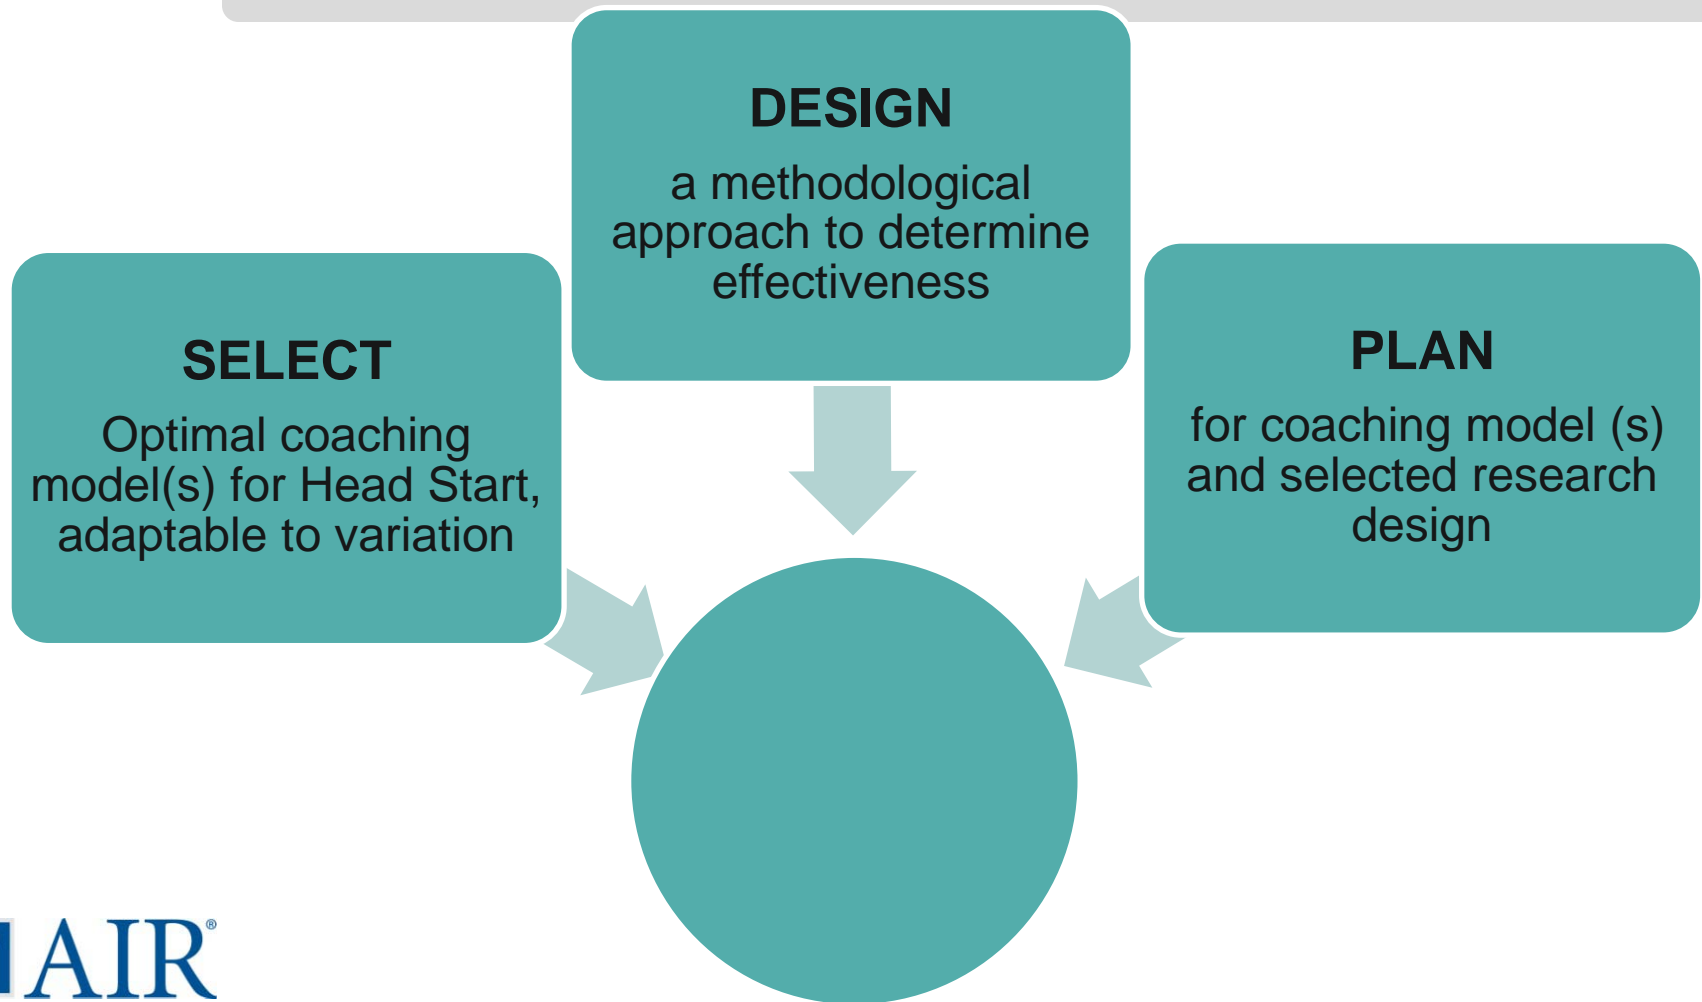 DESIGN
a methodological
approach to determine
effectiveness
SELECT
Optimal coaching
model(s) for Head Start,
adaptable to variation
PLAN
for coaching model (s)
and selected research
design
AIR®